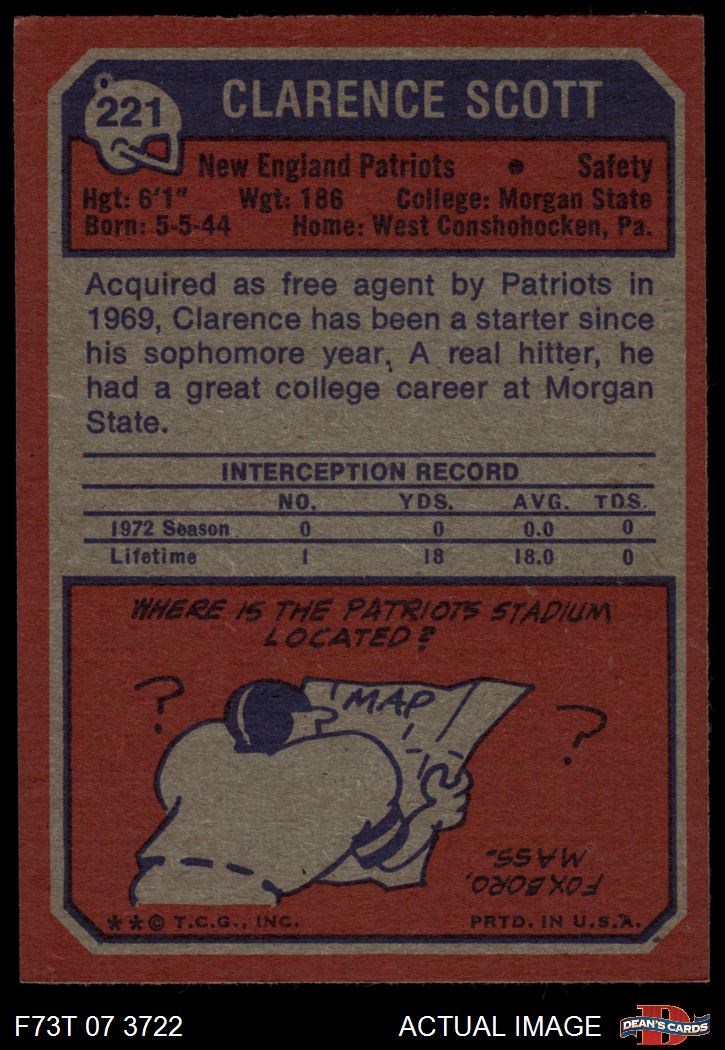 221
CLARENCE SCOTT
New England Patriots • Safety
Hgt: 6'1" Wgt: 186 College: Morgan State
Born: 5-5-44 Home: West Conshohocken, Pa.
Acquired as free agent by Patriots in
1969, Clarence has been a starter since
his sophomore year. A real hitter, he
had a great college career at Morgan
State.
INTERCEPTION RECORD
NO. YDS. AVG. TDS.
1972 Season 0 0 0.0 0
Lifetime 1 18 18.0 0
WHERE IS THE PATRIOTS STADIUM
LOCATED?
? MAP ?
FOXBORO,
MASS.
**© T.C.G., INC. PRTD. IN U.S.A.
F73T 07 3722 ACTUAL IMAGE
D
DEAN'S CARDS